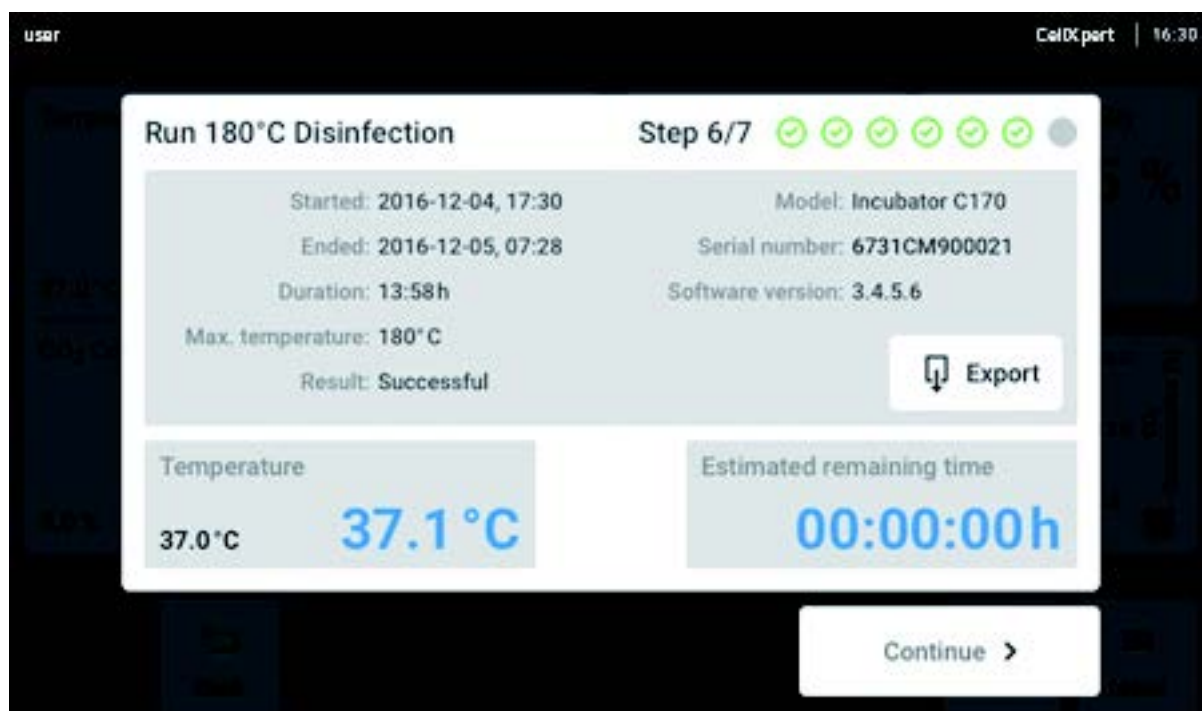 user
CellXpert | 16:30
Run 180°C Disinfection
Step 6/7
Started: 2016-12-04, 17:30
Ended: 2016-12-05, 07:28
Duration: 13:58h
Max. temperature: 180°C
Result: Successful
Model: Incubator C170
Serial number: 6731CM900021
Software version: 3.4.5.6
Export
Temperature
37.0°C
37.1°C
Estimated remaining time
00:00:00h
Continue